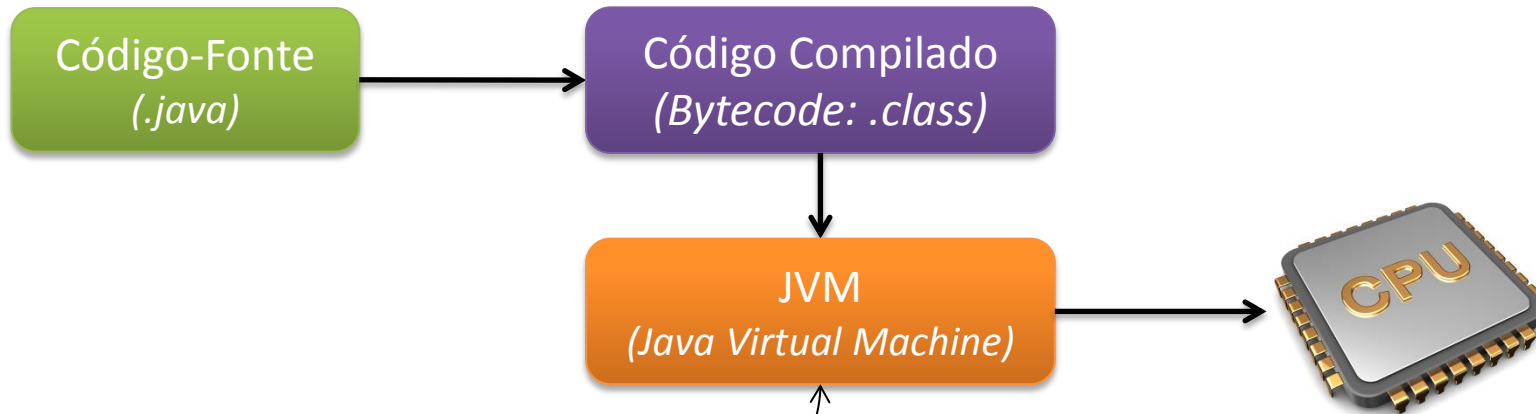 Código-Fonte
(.java)
Código Compilado
(Bytecode: .class)
JVM
(Java Virtual Machine)
CPU